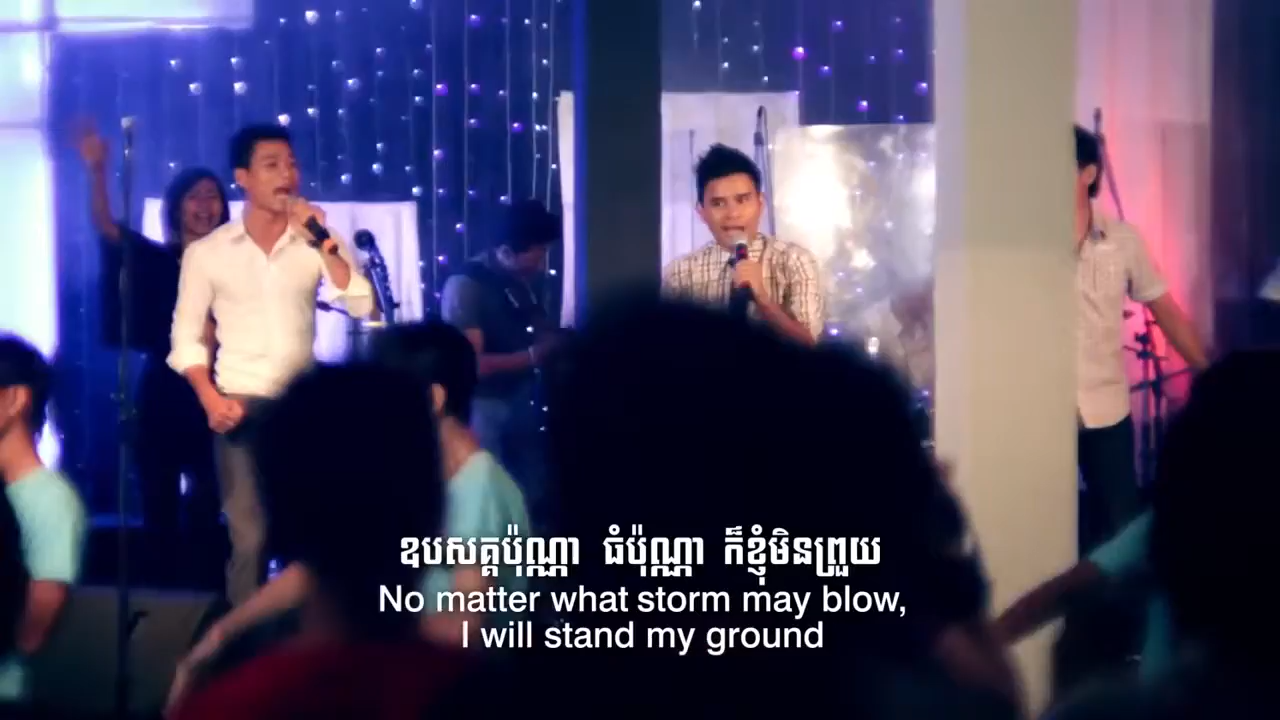 ឧបសគ្គប៉ុណ្ណា ធំប៉ុណ្ណា ក៏ខ្ញុំមិនព្រួយ
No matter what storm may blow,
I will stand my ground